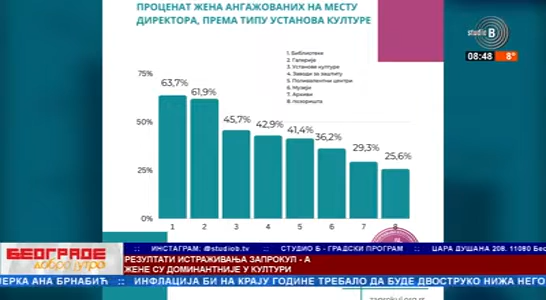 ПРОЦЕНАТ ЖЕНА АНГАЖОВАНИХ НА МЕСТУ
ДИРЕКТОРА, ПРЕМА ТИПУ УСТАНОВА КУЛТУРЕ
studio B
08:48 8°
1. Библиотеке
2. Галерије
3. Установе културе
4. Заводи за заштиту
5. Поливалентни центри
6. Музеји
7. Архиви
8. позоришта
75%
50%
25%
0%
63,7%
61,9%
45,7%
42,9%
41,4%
36,2%
29,3%
25,6%
1 2 3 4 5 6 7 8
:: ИНСТАГРАМ: @studiob.tv :: СТУДИО Б - ГРАДСКИ ПРОГРАМ :: ЦАРА ДУШАНА 208, 11080
БЕОГРАДЕ
добро јутро
РЕЗУЛТАТИ ИСТРАЖИВАЊА ЗАПРОКУЛ - А
ЖЕНЕ СУ ДОМИНАНТНИЈЕ У КУЛТУРИ
ЈЕРКА АНА БРНАБИЋ :: ИНФЛАЦИЈА БИ НА КРАЈУ ГОДИНЕ ТРЕБАЛО ДА БУДЕ ДВОСТРУКО НИЖА НЕГО